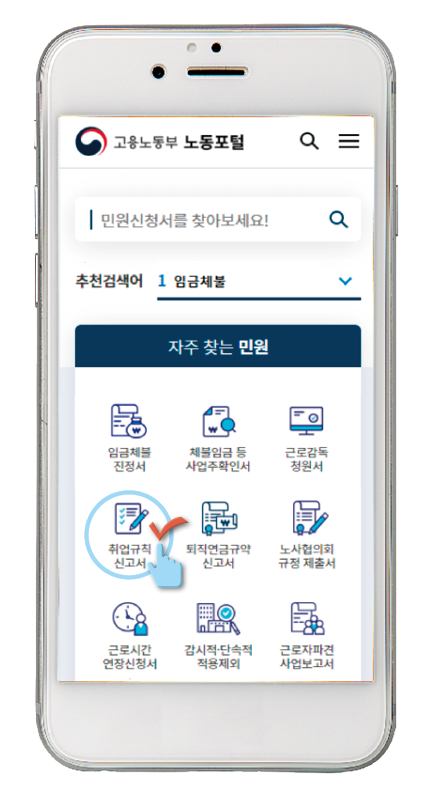 고용노동부 노동포털
민원신청서를 찾아보세요!
추천검색어 1 임금체불
자주 찾는 민원
임금체불
진정서
체불임금 등
사업주확인서
근로감독
청원서
취업규칙
신고서
퇴직연금규약
신고서
노사협의회
규정 제출서
근로시간
연장신청서
감시적·단속적
적용제외
근로자파견
사업보고서